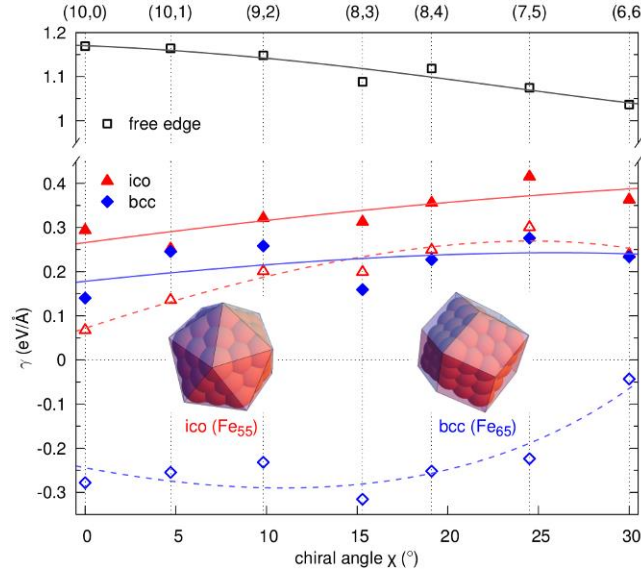 (10,0) (10,1) (9,2) (8,3) (8,4) (7,5) (6,6
1.2
1.1
1
free edge
0.4
ico
bcc
0.3
0.2
0.1
0
-0.1
ico (Fe55) bcc (Fe65)
-0.2
-0.3
γ (eV/Å)
0 5 10 15 20 25 30
chiral angle χ (°)